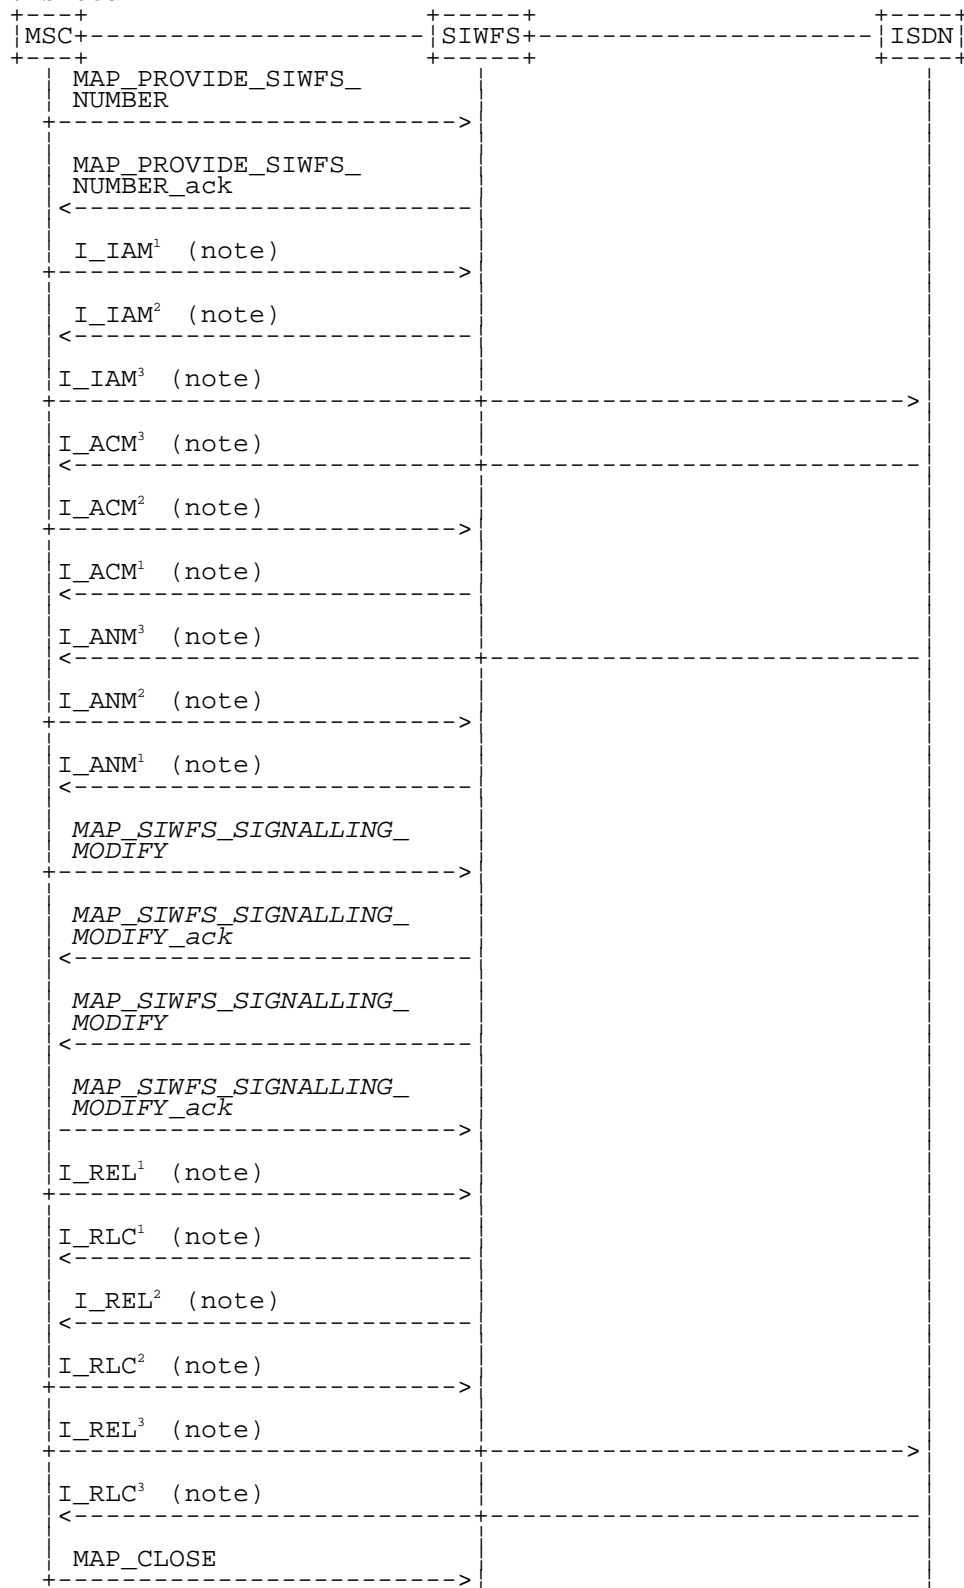 MSC SIWFS ISDN
MAP_PROVIDE_SIWFS_
NUMBER
MAP_PROVIDE_SIWFS_
NUMBER_ack
I_IAM¹ (note)
I_IAM² (note)
I_IAM³ (note)
I_ACM³ (note)
I_ACM² (note)
I_ACM¹ (note)
I_ANM³ (note)
I_ANM² (note)
I_ANM¹ (note)
MAP_SIWFS_SIGNALLING_
MODIFY
MAP_SIWFS_SIGNALLING_
MODIFY_ack
MAP_SIWFS_SIGNALLING_
MODIFY
MAP_SIWFS_SIGNALLING_
MODIFY_ack
I_REL¹ (note)
I_RLC¹ (note)
I_REL² (note)
I_RLC² (note)
I_REL³ (note)
I_RLC³ (note)
MAP_CLOSE